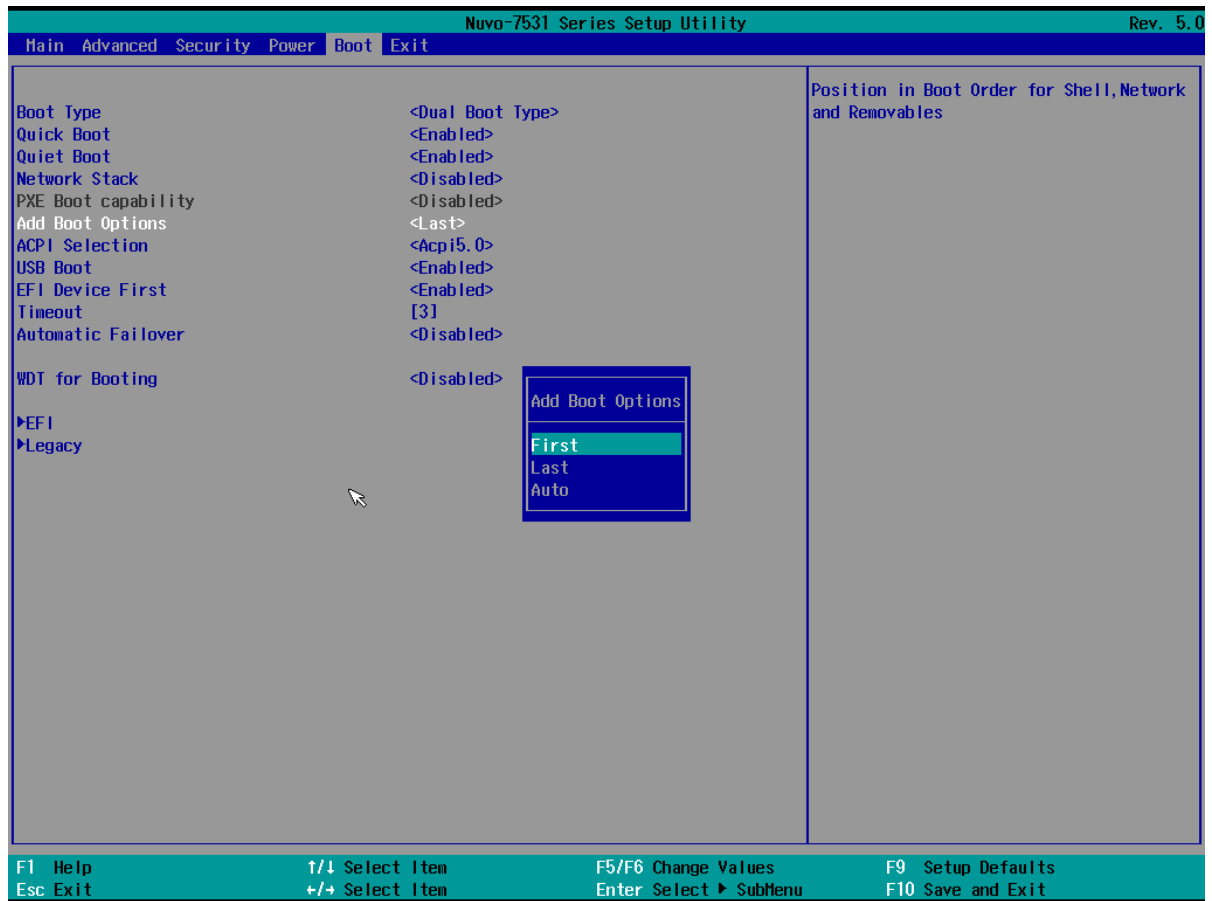 Nuvo-7531 Series Setup Utility Rev. 5.0
Main Advanced Security Power Boot Exit
Boot Type <Dual Boot Type>
Quick Boot <Enabled>
Quiet Boot <Enabled>
Network Stack <Disabled>
PXE Boot capability <Disabled>
Add Boot Options <Last>
ACPI Selection <Acpi5.0>
USB Boot <Enabled>
EFI Device First <Enabled>
Timeout [3]
Automatic Failover <Disabled>
WDT for Booting <Disabled>
▶EFI
▶Legacy
Add Boot Options
First
Last
Auto
Position in Boot Order for Shell,Network
and Removables
F1 Help ↑/↓ Select Item F5/F6 Change Values F9 Setup Defaults
Esc Exit ←/→ Select Item Enter Select ▶ SubMenu F10 Save and Exit